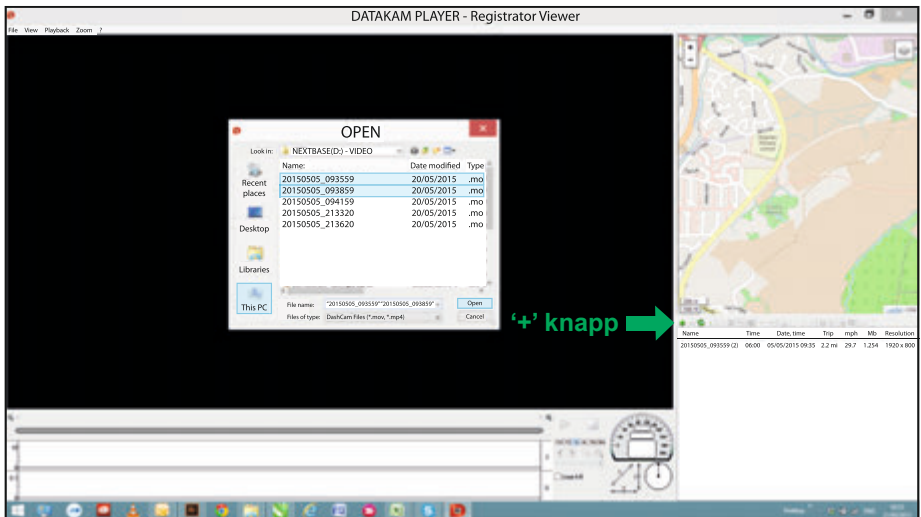 DATAKAM PLAYER - Registrator Viewer
File View Playback Zoom ?
OPEN
Look in: NEXTBASE(D:) - VIDEO
Name: Date modified Type
20150505_093559 20/05/2015 .mo
20150505_093859 20/05/2015 .mo
20150505_094159 20/05/2015 .mo
20150505_213320 20/05/2015 .mo
20150505_213620 20/05/2015 .mo
Recent places
Desktop
Libraries
This PC
File name: "20150505_093559""20150505_093859"
Open
Files of type: DashCam Files (*.mov, *.mp4)
Cancel
'+' knapp
Name Time Date, time Trip mph Mb Resolution
20150505_093559 (2) 06:00 05/05/2015 09:35 2.2 mi 29.7 1.254 1920 x 800